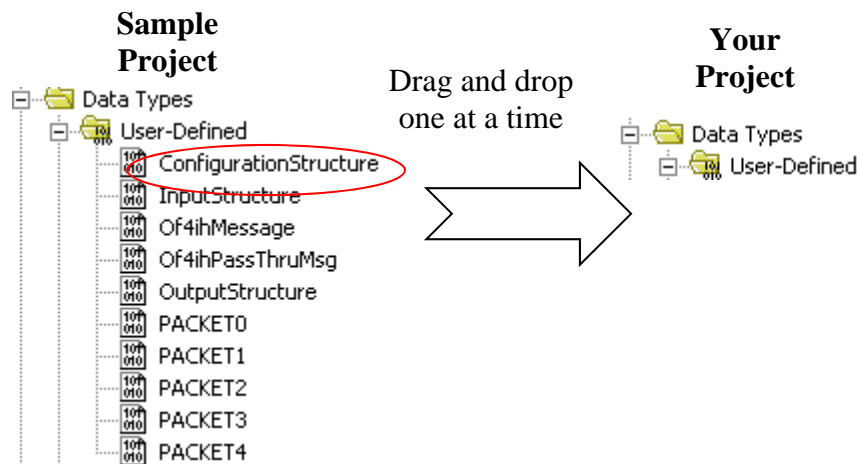 Sample
Project
Data Types
User-Defined
ConfigurationStructure
InputStructure
Of4ihMessage
Of4ihPassThruMsg
OutputStructure
PACKET0
PACKET1
PACKET2
PACKET3
PACKET4
Drag and drop
one at a time
Your
Project
Data Types
User-Defined